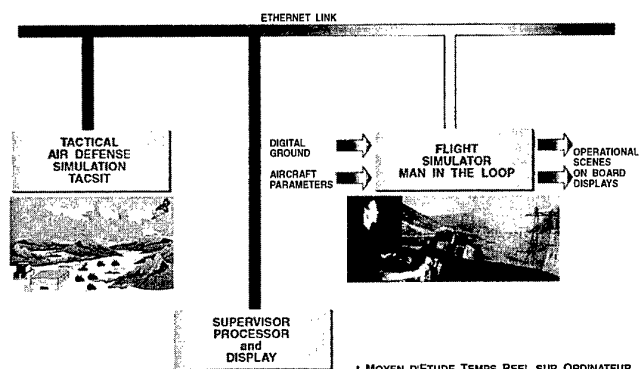 ETHERNET LINK
TACTICAL
AIR DEFENSE
SIMULATION
TACSIT
DIGITAL
GROUND
AIRCRAFT
PARAMETERS
FLIGHT
SIMULATOR
MAN IN THE LOOP
OPERATIONAL
SCENES
ON BOARD
DISPLAYS
SUPERVISOR
PROCESSOR
and
DISPLAY
: MOYEN D'ETUDE TEMPS REEL SUR ORDINATEUR